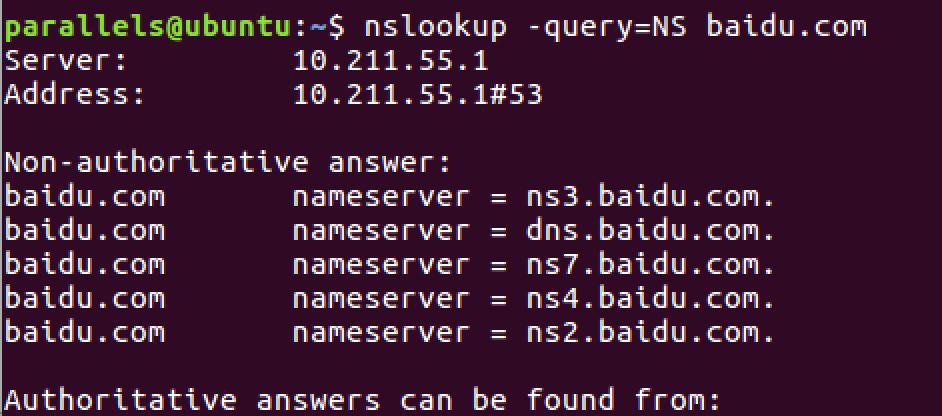 parallels@ubuntu:~$ nslookup -query=NS baidu.com
Server: 10.211.55.1
Address: 10.211.55.1#53
Non-authoritative answer:
baidu.com nameserver = ns3.baidu.com.
baidu.com nameserver = dns.baidu.com.
baidu.com nameserver = ns7.baidu.com.
baidu.com nameserver = ns4.baidu.com.
baidu.com nameserver = ns2.baidu.com.
Authoritative answers can be found from: